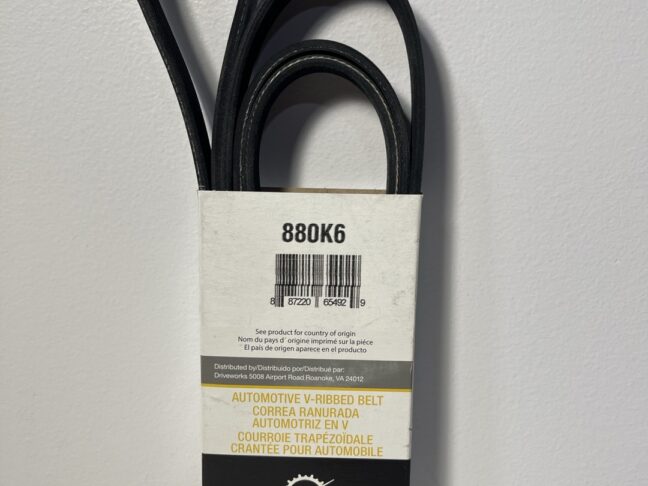 880K6
8 87220 65492 9
See product for country of origin
Nom du pays d' origine imprimé sur la pièce
El país de origen aparece en el producto
Distributed by/Distribuido por/Distribué par:
Driveworks 5008 Airport Road Roanoke, VA 24012
AUTOMOTIVE V-RIBBED BELT
CORREA RANURADA
AUTOMOTRIZ EN V
COURROIE TRAPÉZOÏDALE
CRANTÉE POUR AUTOMOBILE